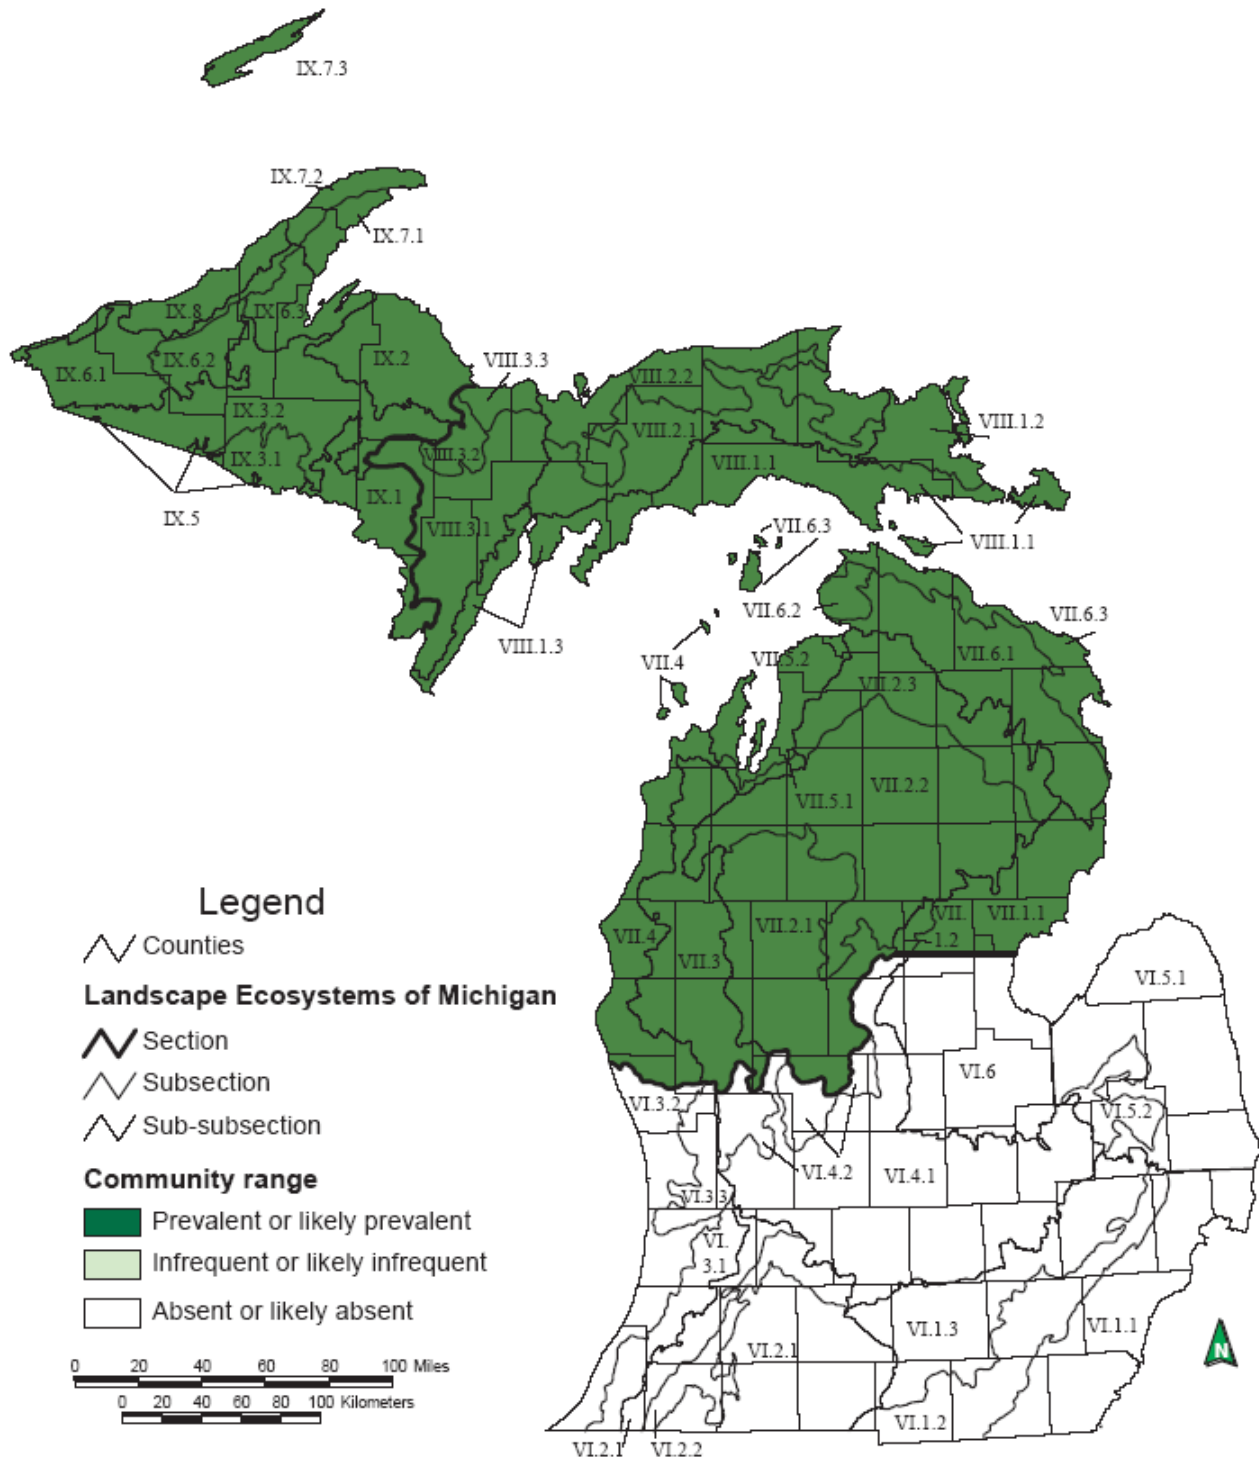 IX.7.3
IX.7.2
IX.7.1
IX.8
IX.6.3
IX.6.1
IX.6.2
IX.2
VIII.3.3
VIII.2.2
IX.3.2
VIII.2.1
VIII.1.2
IX.3.1
VIII.3.2
VIII.1.1
IX.5
IX.1
VIII.3.1
VII.6.3
VIII.1.1
VII.6.2
VII.6.3
VIII.1.3
VII.4
VII.5.2
VII.6.1
VII.2.3
VII.5.1
VII.2.2
VII.4
VII.3
VII.2.1
VII.
1.2
VII.1.1
VI.5.1
VI.6
VI.3.2
VI.5.2
VI.4.2
VI.4.1
VI.3.3
VI.
3.1
VI.2.1
VI.1.3
VI.1.1
VI.1.2
VI.2.1
VI.2.2
Legend
Counties
Landscape Ecosystems of Michigan
Section
Subsection
Sub-subsection
Community range
Prevalent or likely prevalent
Infrequent or likely infrequent
Absent or likely absent
0 20 40 60 80 100 Miles
0 20 40 60 80 100 Kilometers
N